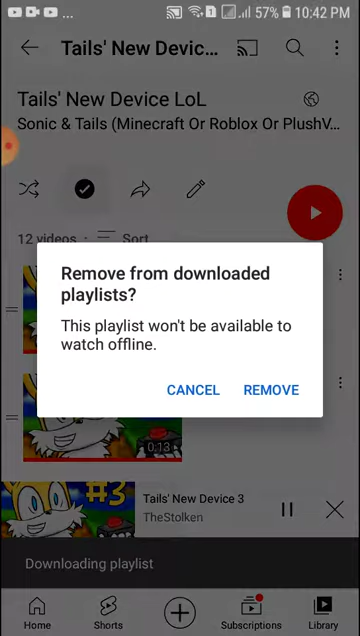 ... 57% 10:42 PM
Tails' New Devic...
Tails' New Device LoL
Sonic & Tails (Minecraft Or Roblox Or PlushV...
12 videos · Sort
Remove from downloaded
playlists?
This playlist won't be available to
watch offline.
CANCEL REMOVE
0:13
#3
Tails' New Device 3
TheStolken
Downloading playlist
Home Shorts Subscriptions Library